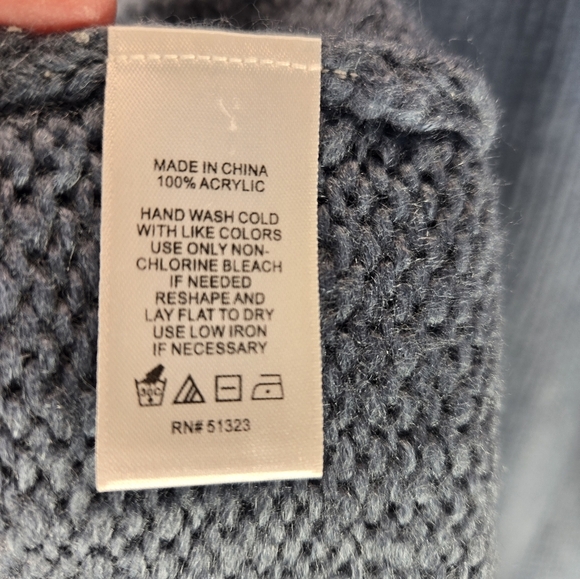 MADE IN CHINA
100% ACRYLIC
HAND WASH COLD
WITH LIKE COLORS
USE ONLY NON-
CHLORINE BLEACH
IF NEEDED
RESHAPE AND
LAY FLAT TO DRY
USE LOW IRON
IF NECESSARY
30C
RN# 51323